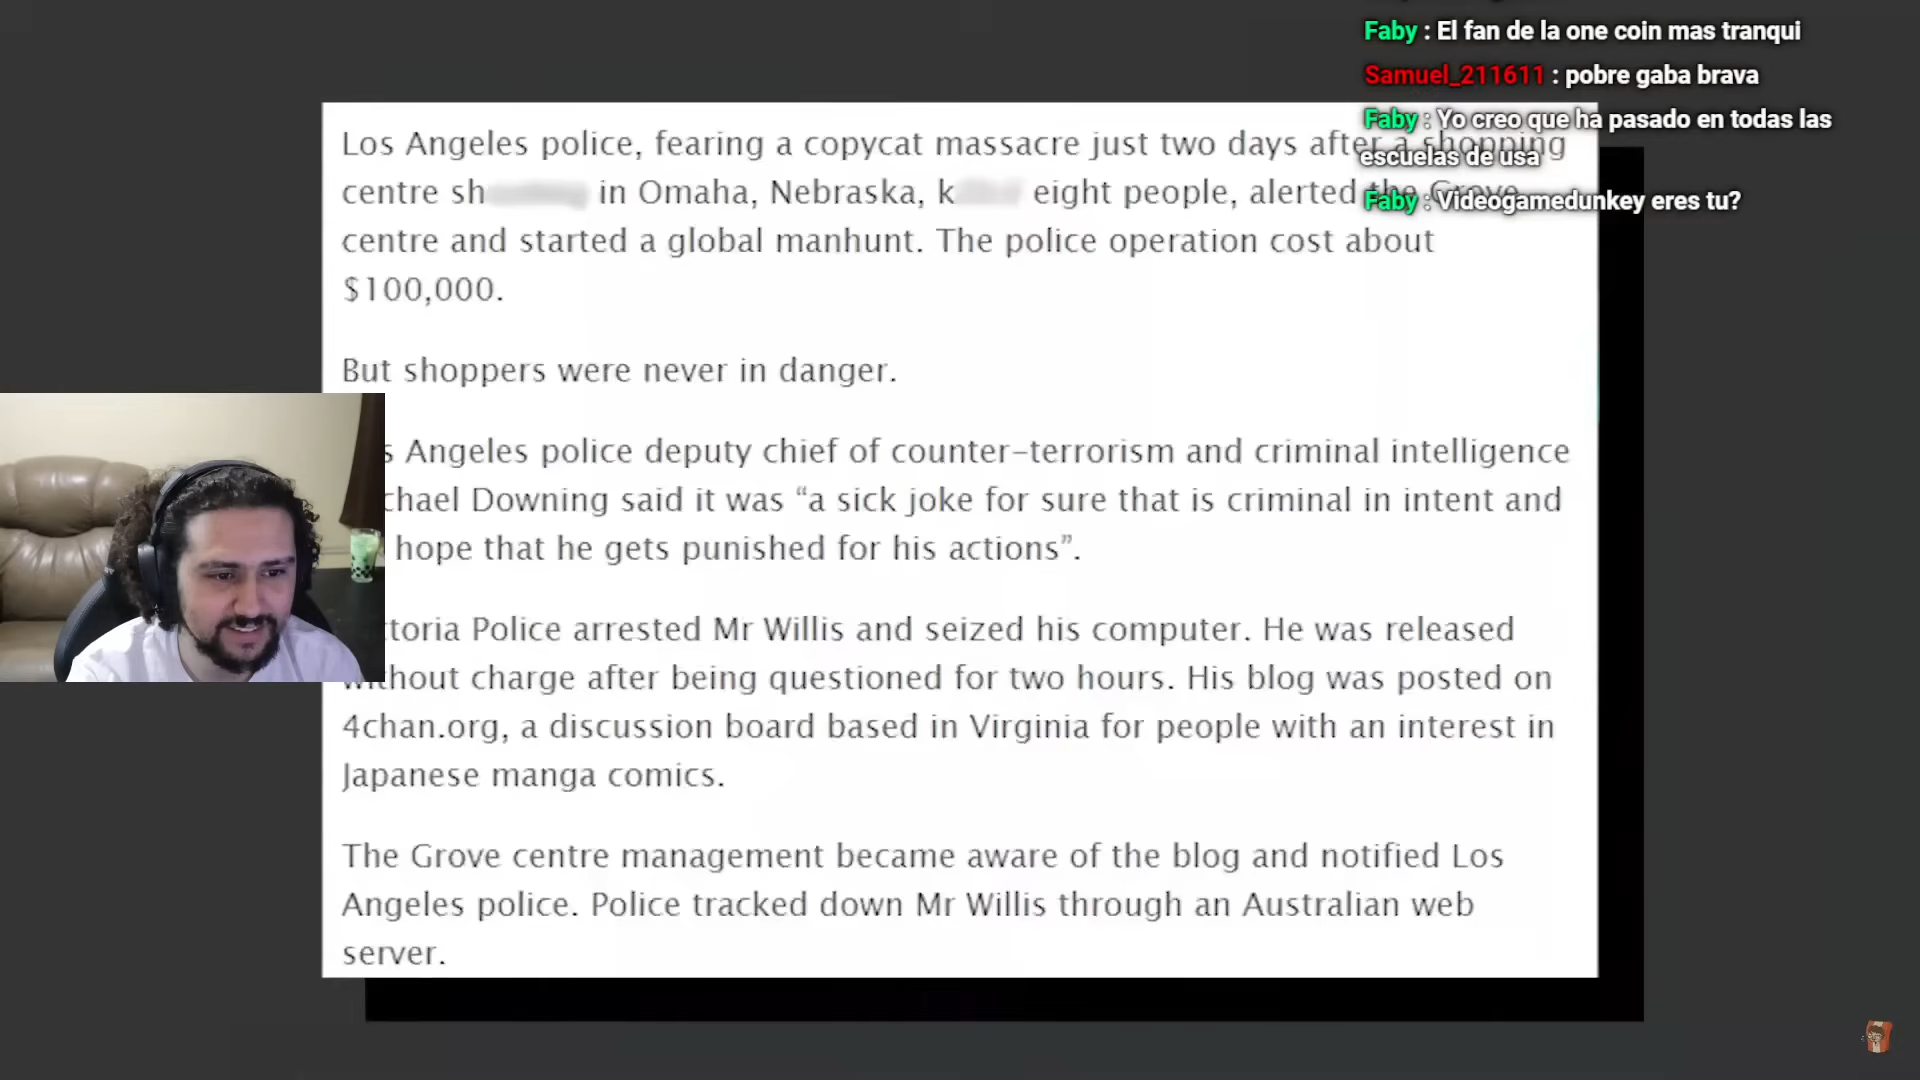 Faby : El fan de la one coin mas tranqui
Samuel_211611 : pobre gaba brava
Faby : Yo creo que ha pasado en todas las
escuelas de usa
Faby : Videogamedunkey eres tu?
Los Angeles police, fearing a copycat massacre just two days after a shopping
centre sh in Omaha, Nebraska, k eight people, alerted the Grove
centre and started a global manhunt. The police operation cost about
$100,000.
But shoppers were never in danger.
s Angeles police deputy chief of counter-terrorism and criminal intelligence
chael Downing said it was “a sick joke for sure that is criminal in intent and
hope that he gets punished for his actions”.
ctoria Police arrested Mr Willis and seized his computer. He was released
without charge after being questioned for two hours. His blog was posted on
4chan.org, a discussion board based in Virginia for people with an interest in
Japanese manga comics.
The Grove centre management became aware of the blog and notified Los
Angeles police. Police tracked down Mr Willis through an Australian web
server.